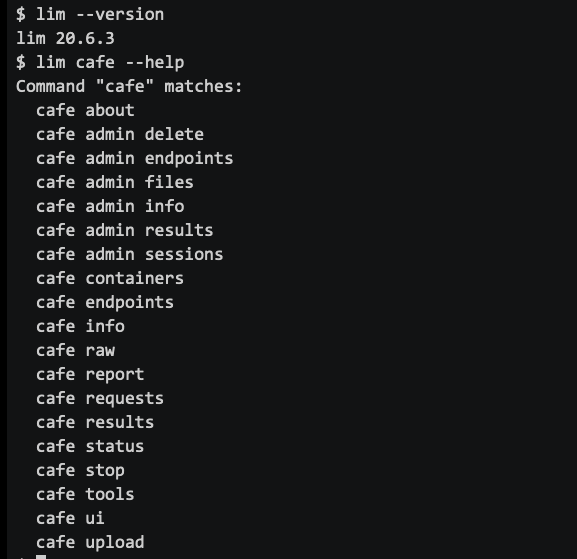 $ lim --version
lim 20.6.3
$ lim cafe --help
Command "cafe" matches:
  cafe about
  cafe admin delete
  cafe admin endpoints
  cafe admin files
  cafe admin info
  cafe admin results
  cafe admin sessions
  cafe containers
  cafe endpoints
  cafe info
  cafe raw
  cafe report
  cafe requests
  cafe results
  cafe status
  cafe stop
  cafe tools
  cafe ui
  cafe upload